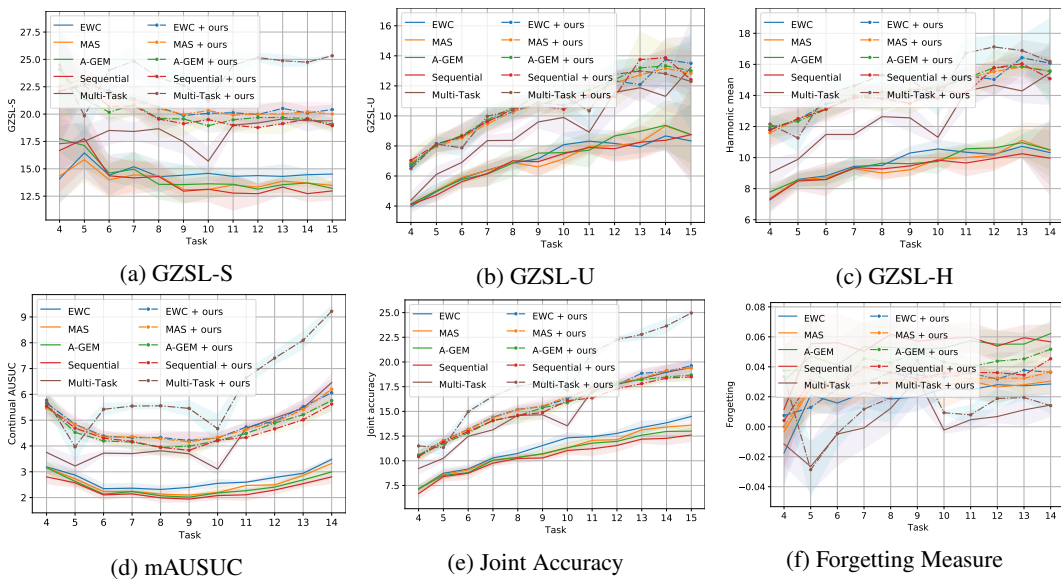 GZSL-S
27.5
25.0
22.5
20.0
17.5
15.0
12.5
EWC
MAS
A-GEM
Sequential
Multi-Task
EWC + ours
MAS + ours
A-GEM + ours
Sequential + ours
Multi-Task + ours
4 5 6 7 8 9 10 11 12 13 14 15
Task
(a) GZSL-S
GZSL-U
16
14
12
10
8
6
4
EWC
MAS
A-GEM
Sequential
Multi-Task
EWC + ours
MAS + ours
A-GEM + ours
Sequential + ours
Multi-Task + ours
4 5 6 7 8 9 10 11 12 13 14 15
Task
(b) GZSL-U
Harmonic mean
18
16
14
12
10
8
6
EWC
MAS
A-GEM
Sequential
Multi-Task
EWC + ours
MAS + ours
A-GEM + ours
Sequential + ours
Multi-Task + ours
4 5 6 7 8 9 10 11 12 13 14 15
Task
(c) GZSL-H
Continual AUSUC
9
8
7
6
5
4
3
2
EWC
MAS
A-GEM
Sequential
Multi-Task
EWC + ours
MAS + ours
A-GEM + ours
Sequential + ours
Multi-Task + ours
4 5 6 7 8 9 10 11 12 13 14
Task
(d) mAUSUC
Joint accuracy
25.0
22.5
20.0
17.5
15.0
12.5
10.0
7.5
EWC
MAS
A-GEM
Sequential
Multi-Task
EWC + ours
MAS + ours
A-GEM + ours
Sequential + ours
Multi-Task + ours
4 5 6 7 8 9 10 11 12 13 14 15
Task
(e) Joint Accuracy
Forgetting
0.08
0.06
0.04
0.02
0.00
−0.02
−0.04
EWC
MAS
A-GEM
Sequential
Multi-Task
EWC + ours
MAS + ours
A-GEM + ours
Sequential + ours
Multi-Task + ours
4 5 6 7 8 9 10 11 12 13 14
Task
(f) Forgetting Measure